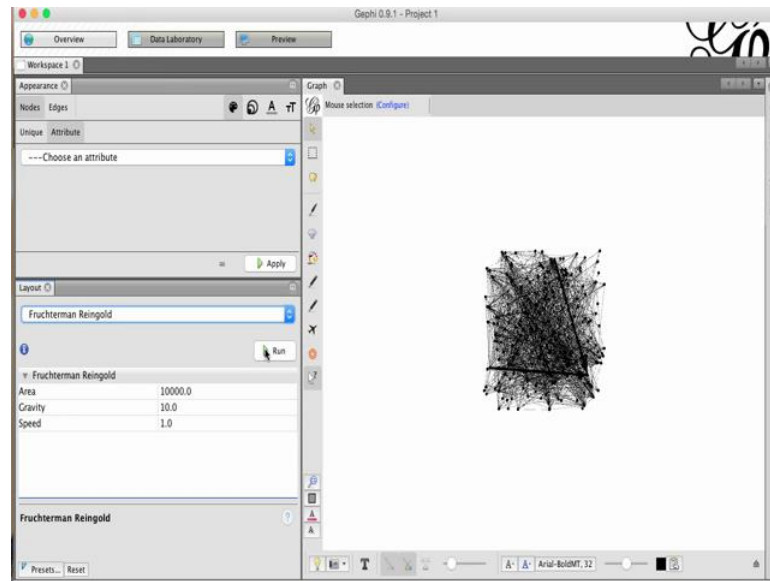 Gephi 0.9.1 - Project 1
Overview
Data Laboratory
Preview
Workspace 1
Appearance
Nodes Edges
Unique Attribute
---Choose an attribute
Apply
Layout
Fruchterman Reingold
Run
Fruchterman Reingold
Area 10000.0
Gravity 10.0
Speed 1.0
Fruchterman Reingold
Presets... Reset
Graph
Mouse selection (Configure)
T A- A- Arial-BoldMT, 32